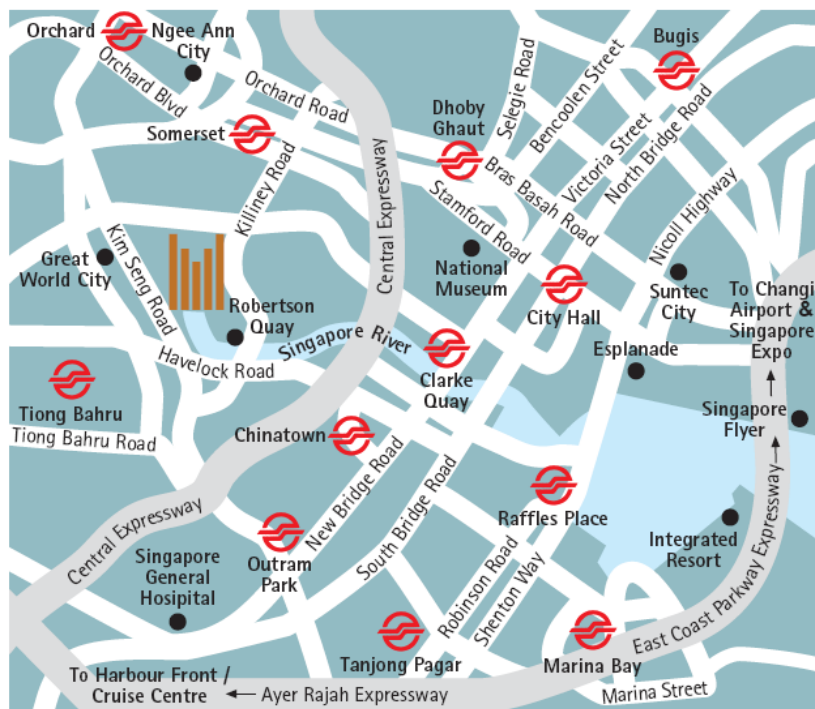 Orchard
Ngee Ann
City
Orchard Blvd
Orchard Road
Somerset
Killiney Road
Dhoby
Ghaut
Selegie Road
Bencoolen Street
Bugis
Victoria Street
North Bridge Road
Bras Basah Road
Stamford Road
Nicoll Highway
Central Expressway
Great
World City
Kim Seng Road
Robertson
Quay
National
Museum
City Hall
Suntec
City
To Changi
Airport &
Singapore
Expo
Singapore River
Havelock Road
Clarke
Quay
Esplanade
Tiong Bahru
Tiong Bahru Road
Chinatown
Singapore
Flyer
New Bridge Road
South Bridge Road
Raffles Place
Integrated
Resort
Central Expressway
Outram
Park
Singapore
General
Hosipital
Robinson Road
Shenton Way
East Coast Parkway Expressway
Tanjong Pagar
Marina Bay
To Harbour Front /
Cruise Centre
Ayer Rajah Expressway
Marina Street